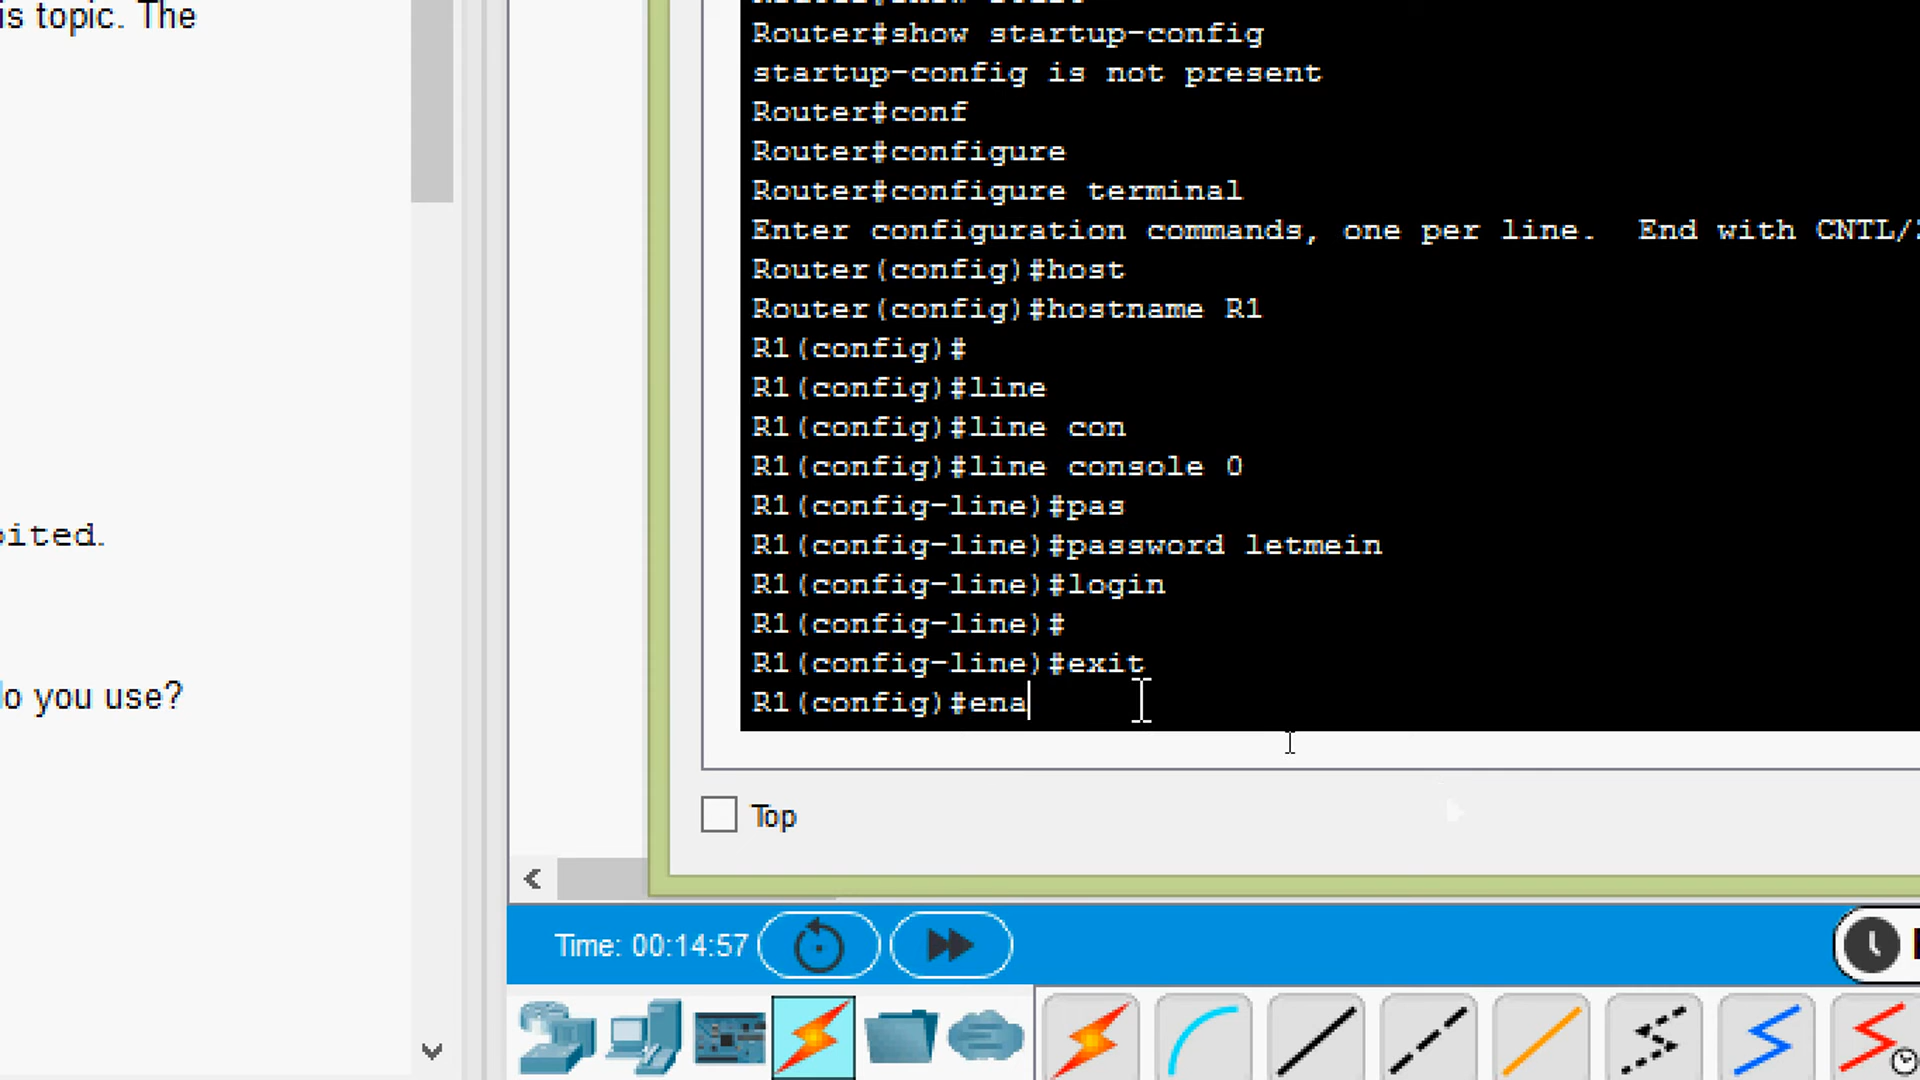 is topic. The
Router#show startup-config
startup-config is not present
Router#conf
Router#configure
Router#configure terminal
Enter configuration commands, one per line.  End with CNTL/
Router(config)#host
Router(config)#hostname R1
R1(config)#
R1(config)#line
R1(config)#line con
R1(config)#line console 0
R1(config-line)#pas
R1(config-line)#password letmein
R1(config-line)#login
R1(config-line)#
R1(config-line)#exit
R1(config)#ena
bited.
do you use?
Top
Time: 00:14:57